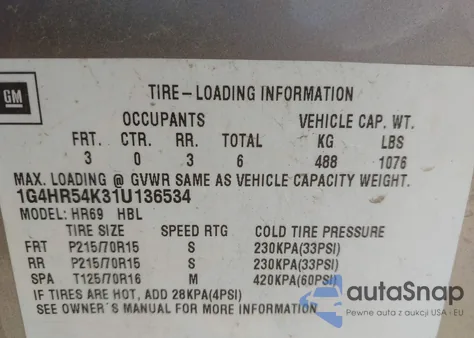 GM
TIRE-LOADING INFORMATION
OCCUPANTS VEHICLE CAP. WT.
FRT. CTR. RR. TOTAL KG LBS
3 0 3 6 488 1076
MAX. LOADING @ GVWR SAME AS VEHICLE CAPACITY WEIGHT.
1G4HR54K31U136534
MODEL: HR69 HBL
TIRE SIZE SPEED RTG COLD TIRE PRESSURE
FRT P215/70R15 S 230KPA(33PSI)
RR P215/70R15 S 230KPA(33PSI)
SPA T125/70R16 M 420KPA(60PSI)
IF TIRES ARE HOT, ADD 28KPA(4PSI)
SEE OWNER'S MANUAL FOR MORE INFORMATION.
autoSnap
Pewne auta z aukcji USA i EU